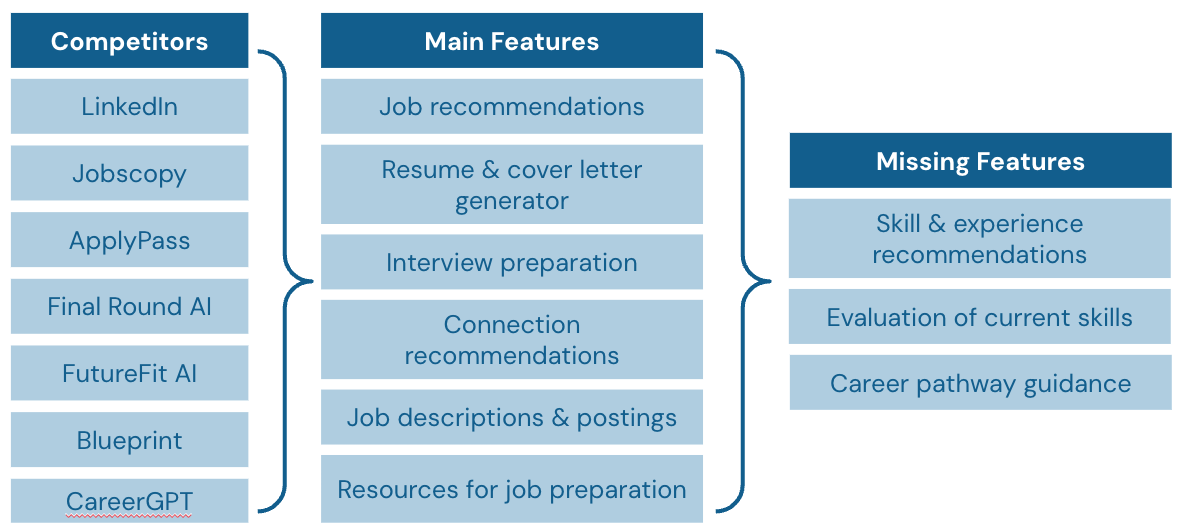 Competitors
LinkedIn
Jobscopy
ApplyPass
Final Round AI
FutureFit AI
Blueprint
CareerGPT
Main Features
Job recommendations
Resume & cover letter
generator
Interview preparation
Connection
recommendations
Job descriptions & postings
Resources for job preparation
Missing Features
Skill & experience
recommendations
Evaluation of current skills
Career pathway guidance